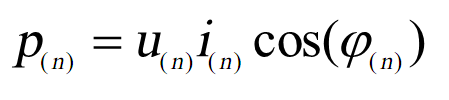 p₍ₙ₎ = u₍ₙ₎i₍ₙ₎ cos(φ₍ₙ₎)